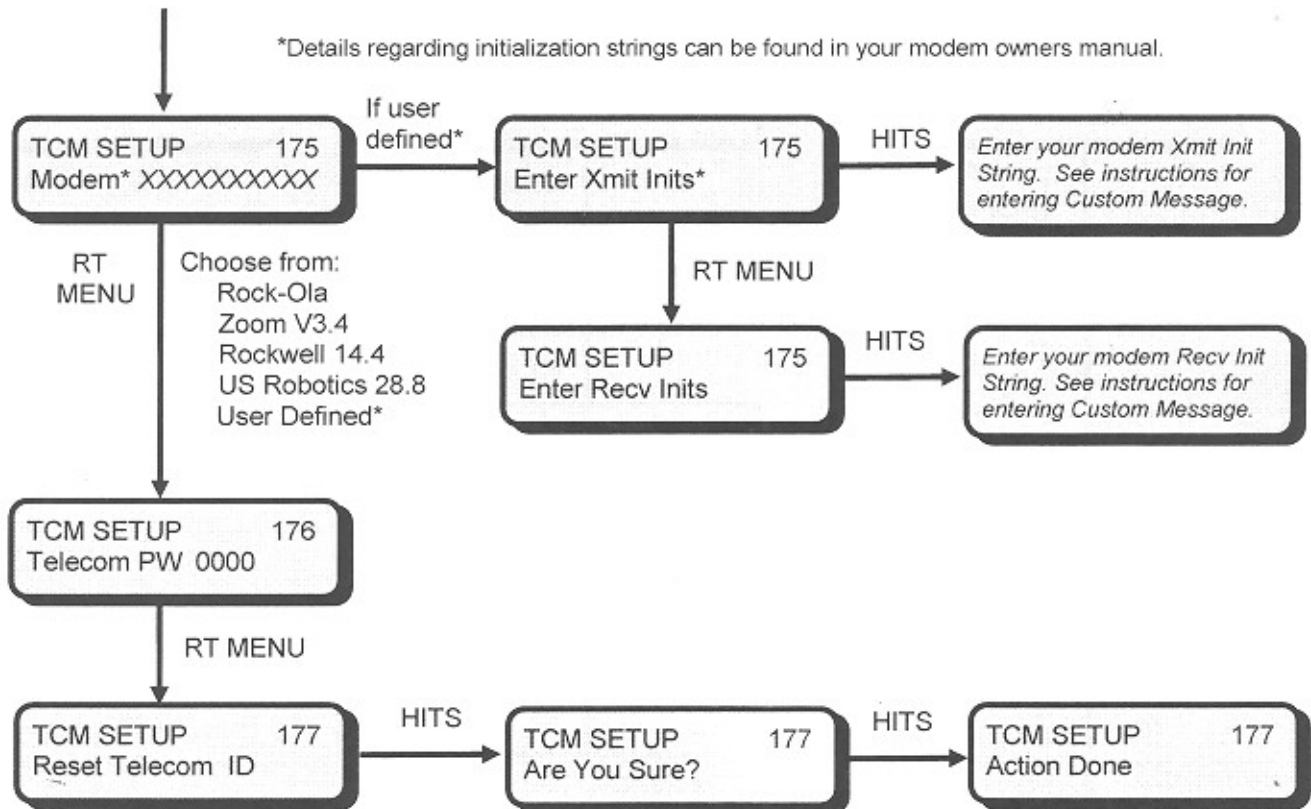 *Details regarding initialization strings can be found in your modem owners manual.
TCM SETUP 175
Modem* XXXXXXXXXX
If user
defined*
TCM SETUP 175
Enter Xmit Inits*
HITS
Enter your modem Xmit Init
String. See instructions for
entering Custom Message.
RT
MENU
Choose from:
Rock-Ola
Zoom V3.4
Rockwell 14.4
US Robotics 28.8
User Defined*
RT MENU
TCM SETUP 175
Enter Recv Inits
HITS
Enter your modem Recv Init
String. See instructions for
entering Custom Message.
TCM SETUP 176
Telecom PW 0000
RT MENU
TCM SETUP 177
Reset Telecom ID
HITS
TCM SETUP 177
Are You Sure?
HITS
TCM SETUP 177
Action Done